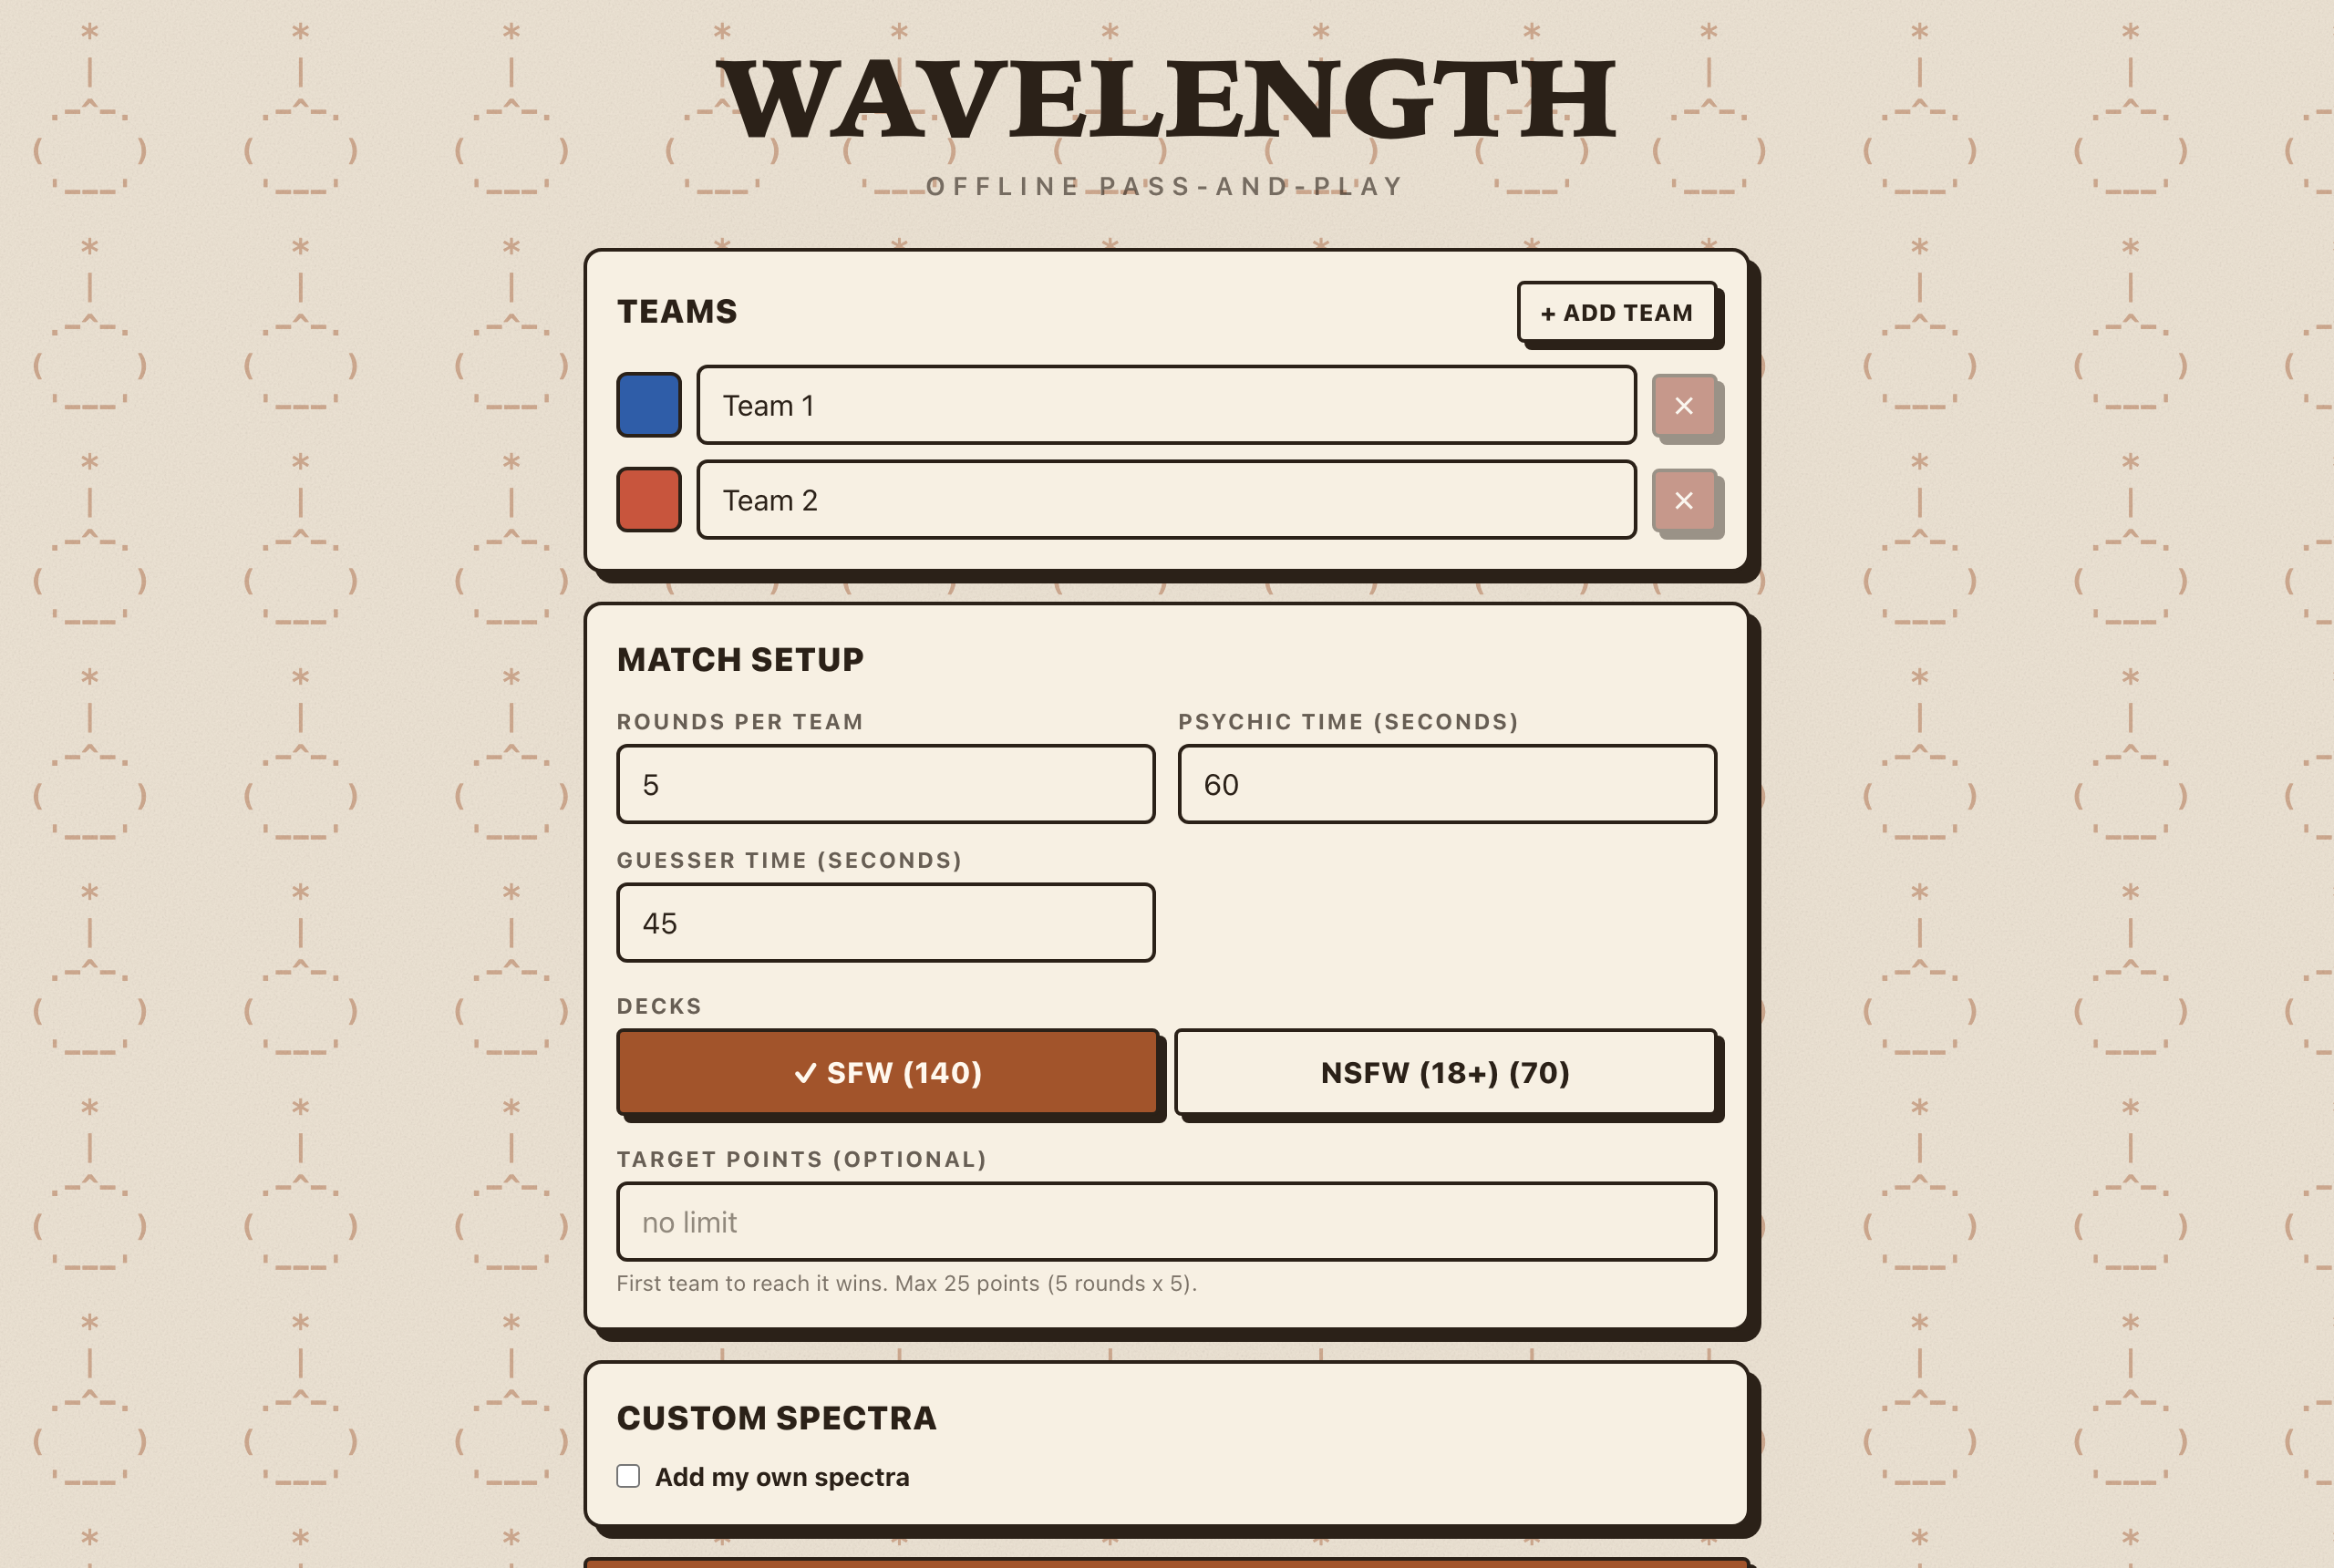 WAVELENGTH
OFFLINE PASS-AND-PLAY
TEAMS
+ ADD TEAM
Team 1
×
Team 2
×
MATCH SETUP
ROUNDS PER TEAM
PSYCHIC TIME (SECONDS)
5
60
GUESSER TIME (SECONDS)
45
DECKS
✓ SFW (140)
NSFW (18+) (70)
TARGET POINTS (OPTIONAL)
no limit
First team to reach it wins. Max 25 points (5 rounds x 5).
CUSTOM SPECTRA
Add my own spectra